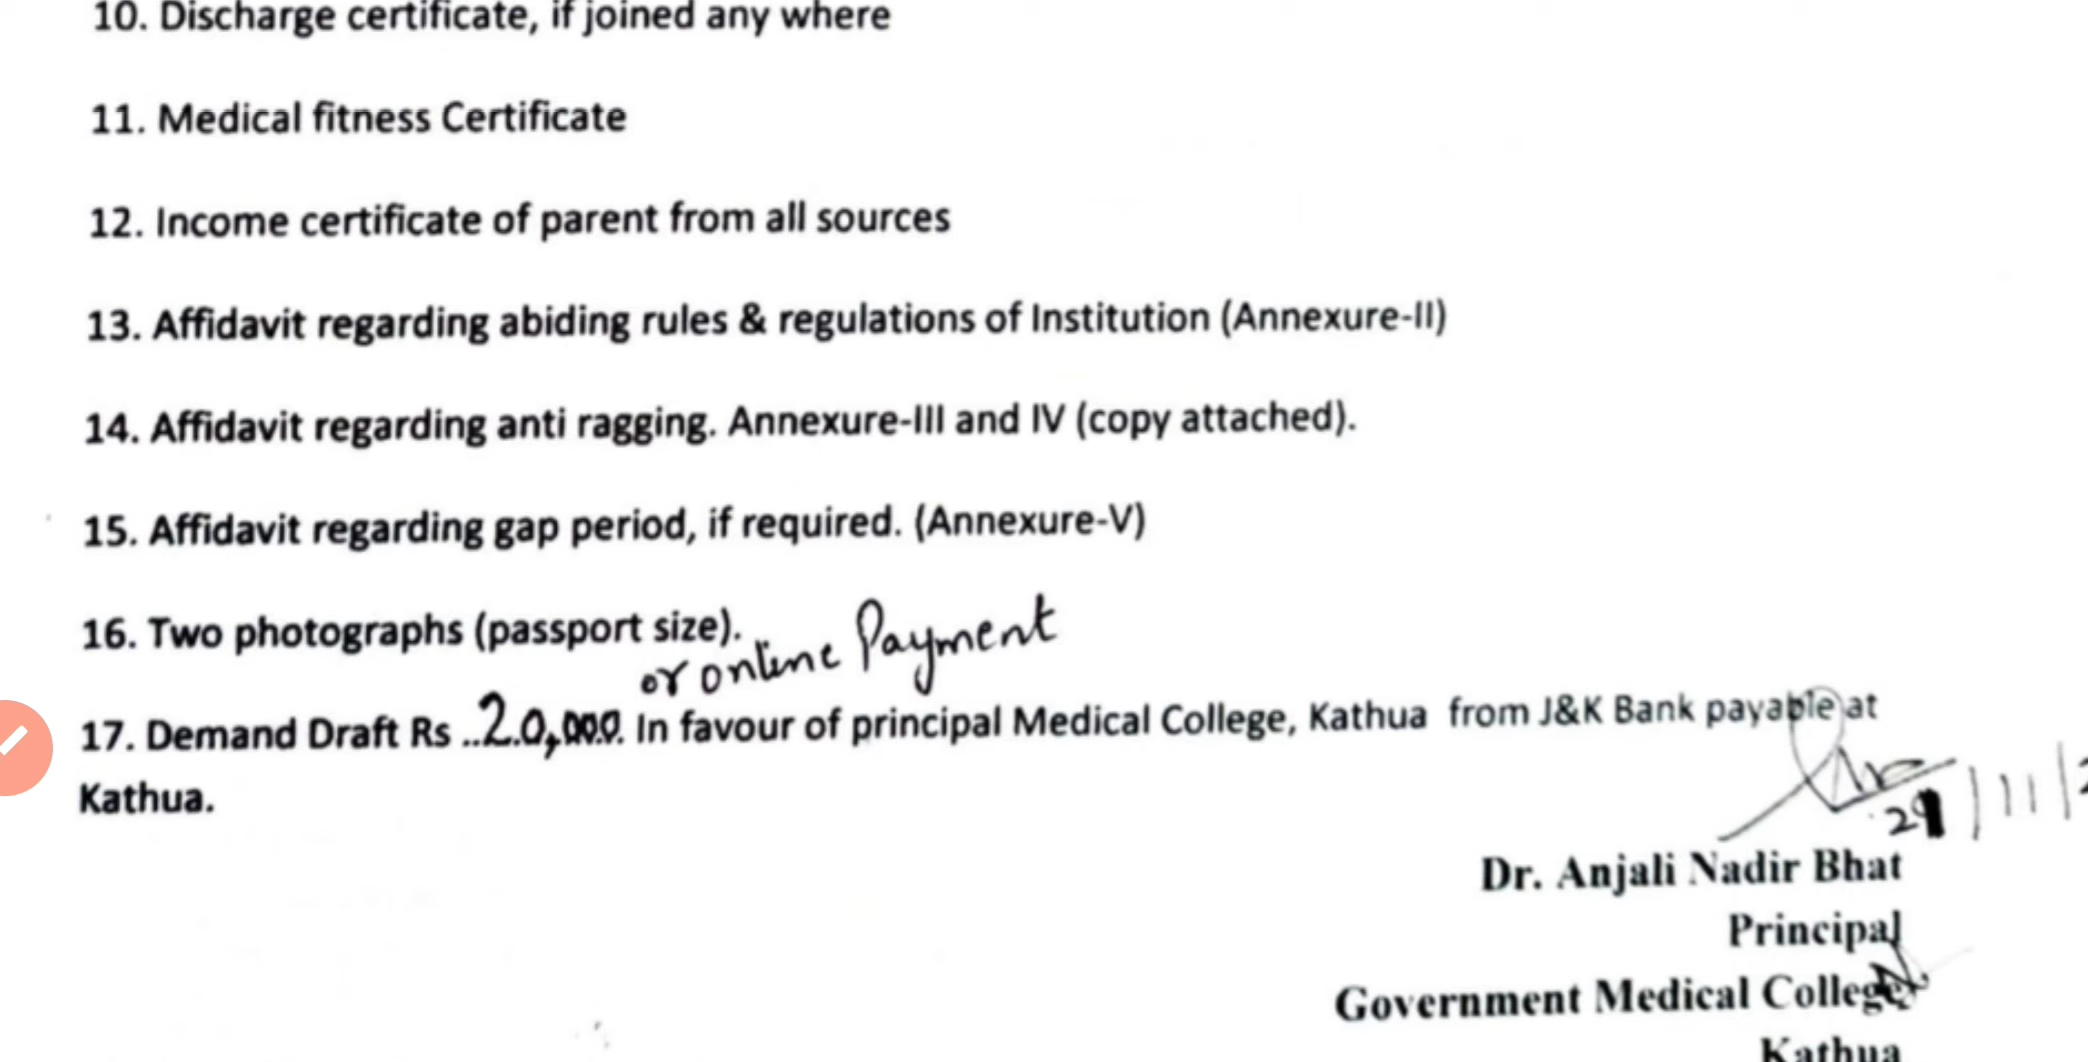 10. Discharge certificate, if joined any where
11. Medical fitness Certificate
12. Income certificate of parent from all sources
13. Affidavit regarding abiding rules & regulations of Institution (Annexure-II)
14. Affidavit regarding anti ragging. Annexure-III and IV (copy attached).
15. Affidavit regarding gap period, if required. (Annexure-V)
16. Two photographs (passport size).
or online Payment
17. Demand Draft Rs ..20,000. In favour of principal Medical College, Kathua from J&K Bank payable at
Kathua.
29/11/2
Dr. Anjali Nadir Bhat
Principal
Government Medical College
Kathua